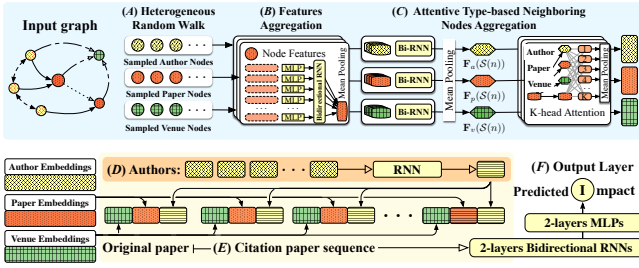 Input graph
(A) Heterogeneous
Random Walk
Sampled Author Nodes
Sampled Paper Nodes
Sampled Venue Nodes
(B) Features
Aggregation
Node Features
MLP
MLP
MLP
MLP
MLP
Bidirectional RNN
Mean Pooling
(C) Attentive Type-based Neighboring
Nodes Aggregation
Bi-RNN
Bi-RNN
Bi-RNN
Mean Pooling
Fa(S(n))
Fp(S(n))
Fv(S(n))
Author
Paper
Venue
K
Mean Pooling
K-head Attention
Author Embeddings
Paper Embeddings
Venue Embeddings
(D) Authors:
RNN
Original paper
(E) Citation paper sequence
(F) Output Layer
Predicted I mpact
2-layers MLPs
2-layers Bidirectional RNNs